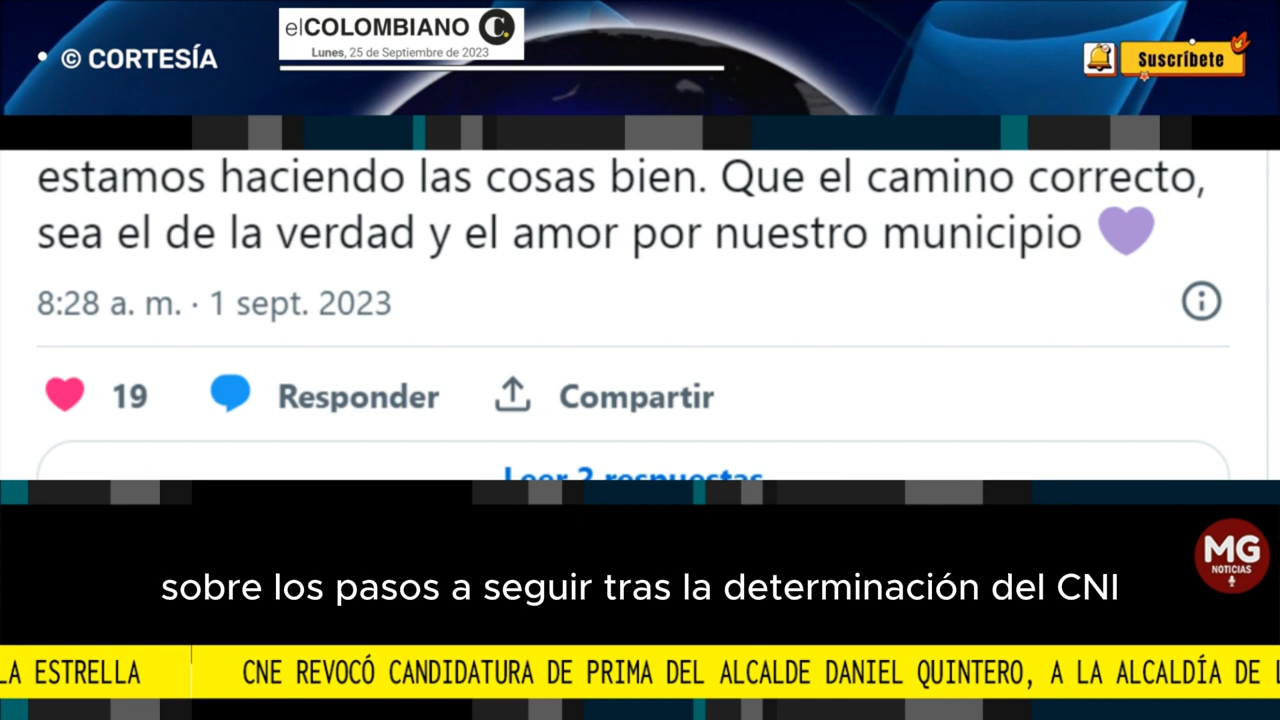 © CORTESÍA
elCOLOMBIANO C.
Lunes, 25 de Septiembre de 2023
Suscríbete
estamos haciendo las cosas bien. Que el camino correcto,
sea el de la verdad y el amor por nuestro municipio 💜
8:28 a. m. · 1 sept. 2023
19 Responder Compartir
Leer 2 respuestas
MG
NOTICIAS
sobre los pasos a seguir tras la determinación del CNI
LA ESTRELLA CNE REVOCÓ CANDIDATURA DE PRIMA DEL ALCALDE DANIEL QUINTERO, A LA ALCALDÍA DE L